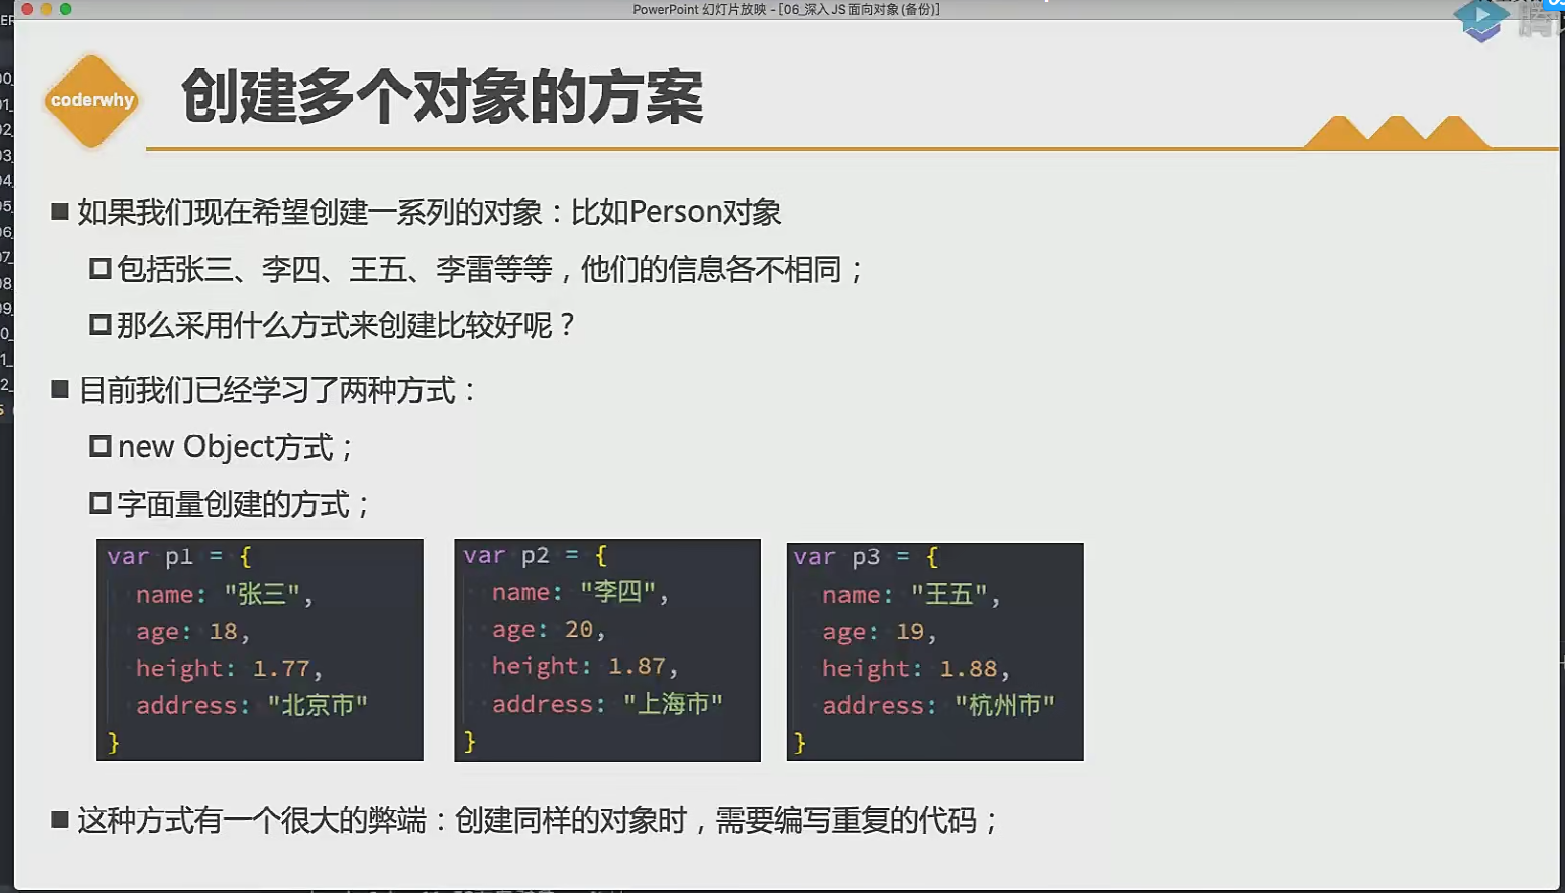 PowerPoint 幻灯片放映 - [06_深入 JS 面向对象 (备份)]
coderwhy
创建多个对象的方案
如果我们现在希望创建一系列的对象：比如Person对象
包括张三、李四、王五、李雷等等，他们的信息各不相同；
那么采用什么方式来创建比较好呢？
目前我们已经学习了两种方式：
new Object方式；
字面量创建的方式；
var p1 = {
name: "张三",
age: 18,
height: 1.77,
address: "北京市"
}
var p2 = {
name: "李四",
age: 20,
height: 1.87,
address: "上海市"
}
var p3 = {
name: "王五",
age: 19,
height: 1.88,
address: "杭州市"
}
这种方式有一个很大的弊端：创建同样的对象时，需要编写重复的代码；